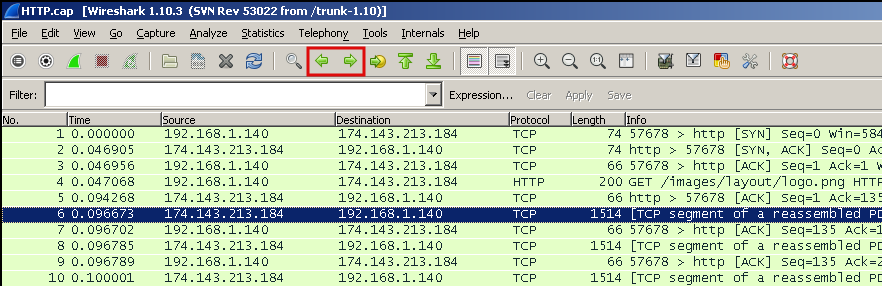 HTTP.cap [Wireshark 1.10.3 (SVN Rev 53022 from /trunk-1.10)]
File Edit View Go Capture Analyze Statistics Telephony Tools Internals Help
Filter: Expression... Clear Apply Save
No. Time Source Destination Protocol Length Info
1 0.000000 192.168.1.140 174.143.213.184 TCP 74 57678 > http [SYN] Seq=0 Win=584
2 0.046905 174.143.213.184 192.168.1.140 TCP 74 http > 57678 [SYN, ACK] Seq=0 A
3 0.046956 192.168.1.140 174.143.213.184 TCP 66 57678 > http [ACK] Seq=1 Ack=1 W
4 0.047068 192.168.1.140 174.143.213.184 HTTP 200 GET /images/layout/logo.png HTTP
5 0.094268 174.143.213.184 192.168.1.140 TCP 66 http > 57678 [ACK] Seq=1 Ack=135
6 0.096673 174.143.213.184 192.168.1.140 TCP 1514 [TCP segment of a reassembled PD
7 0.096702 192.168.1.140 174.143.213.184 TCP 66 57678 > http [ACK] Seq=135 Ack=1
8 0.096785 174.143.213.184 192.168.1.140 TCP 1514 [TCP segment of a reassembled PD
9 0.096789 192.168.1.140 174.143.213.184 TCP 66 57678 > http [ACK] Seq=135 Ack=2
10 0.100001 174.143.213.184 192.168.1.140 TCP 1514 [TCP segment of a reassembled PD